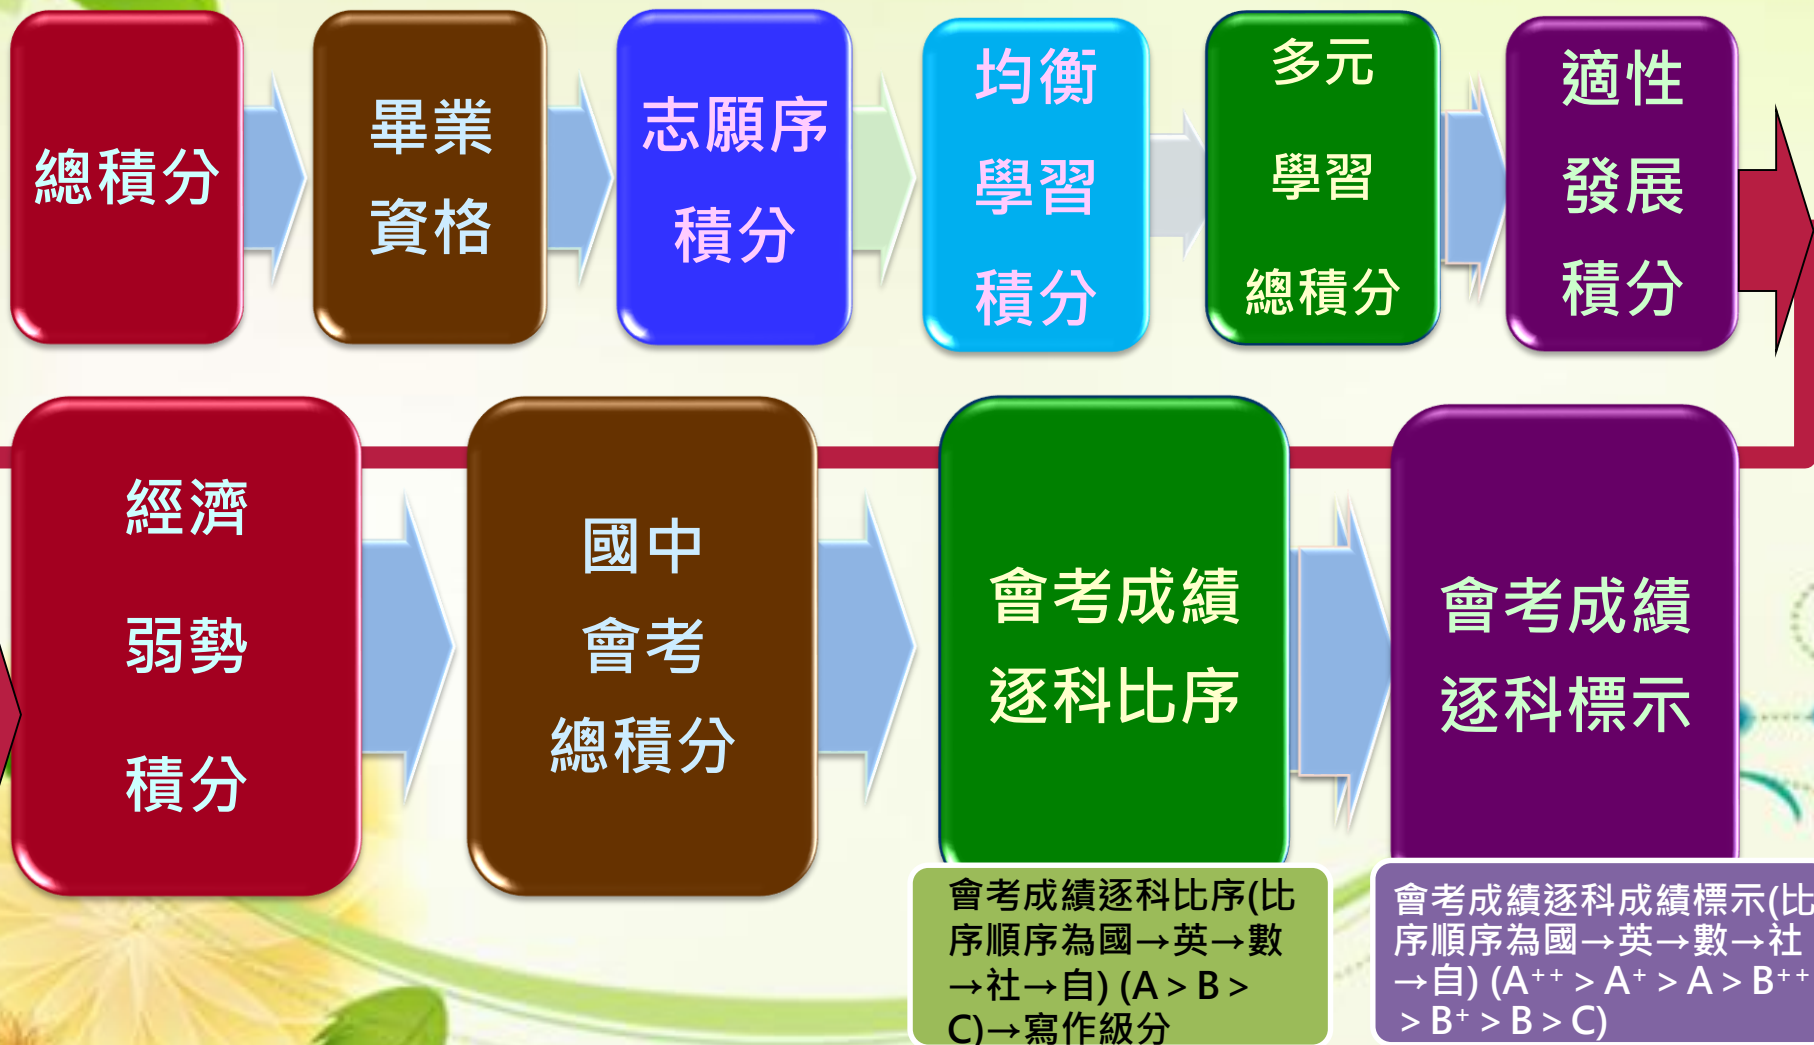 總積分
畢業
資格
志願序
積分
均衡
學習
積分
多元
學習
總積分
適性
發展
積分
經濟
弱勢
積分
國中
會考
總積分
會考成績
逐科比序
會考成績
逐科標示
會考成績逐科比序(比
序順序為國→英→數
→社→自) (A＞B＞
C)→寫作級分
會考成績逐科成績標示(比
序順序為國→英→數→社
→自) (A⁺⁺＞A⁺＞A＞B⁺⁺
＞B⁺＞B＞C)